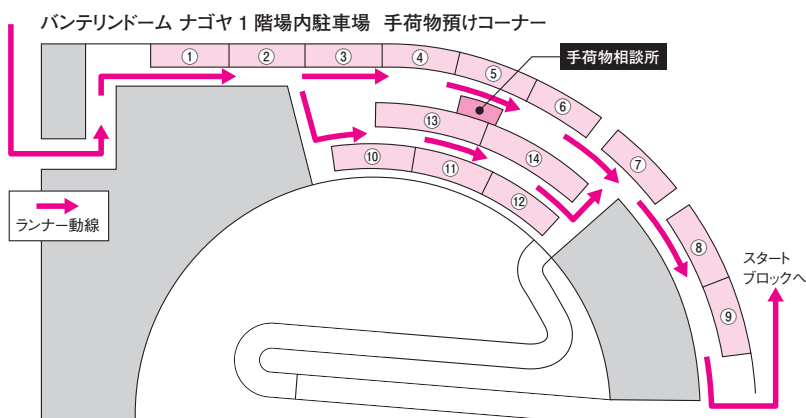 バンテリンドーム ナゴヤ 1 階場内駐車場 手荷物預けコーナー
① ② ③ ④ ⑤ ⑥
手荷物相談所
⑬ ⑭ ⑦
⑩ ⑪ ⑫
ランナー動線
⑧
スタート
ブロックへ
⑨